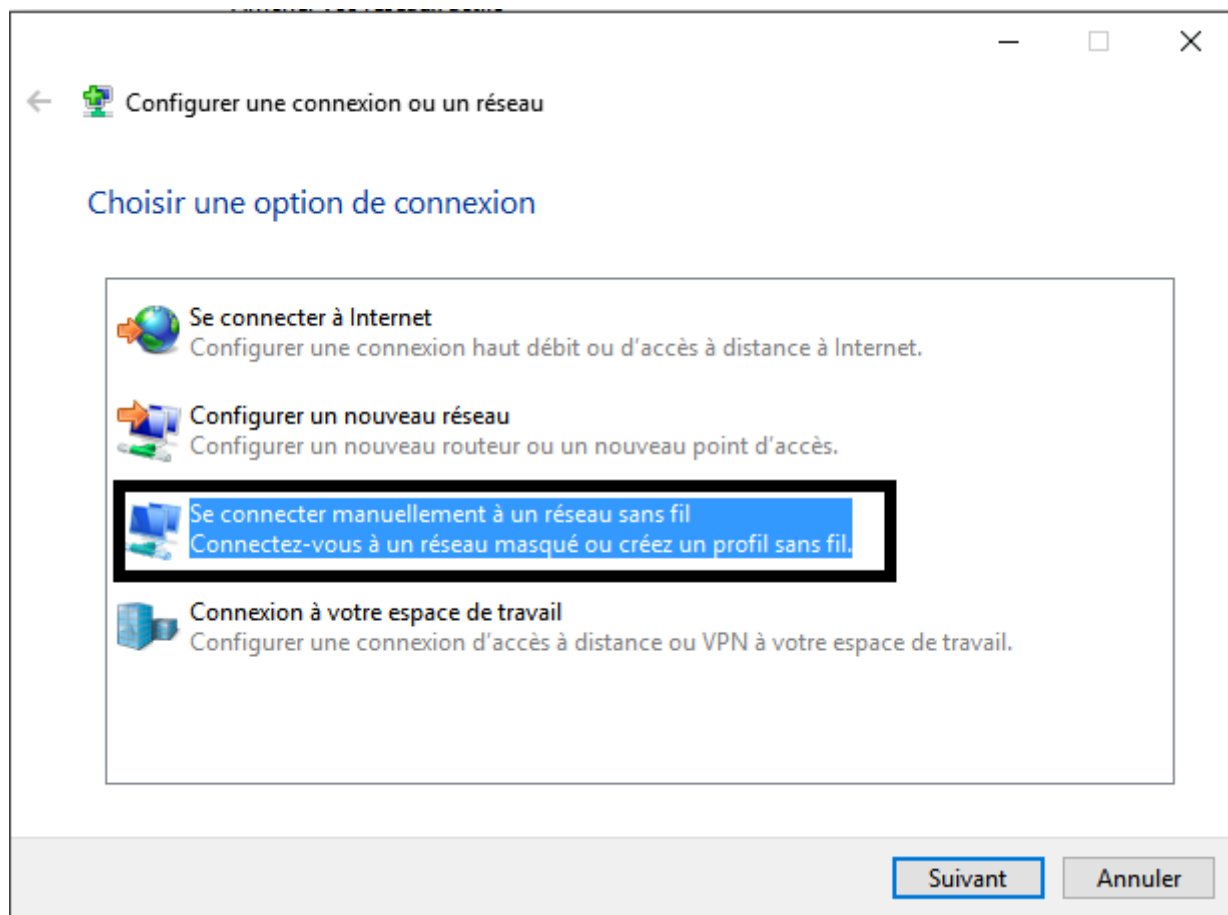 Configurer une connexion ou un réseau
Choisir une option de connexion
Se connecter à Internet
Configurer une connexion haut débit ou d'accès à distance à Internet.
Configurer un nouveau réseau
Configurer un nouveau routeur ou un nouveau point d'accès.
Se connecter manuellement à un réseau sans fil
Connectez-vous à un réseau masqué ou créez un profil sans fil.
Connexion à votre espace de travail
Configurer une connexion d'accès à distance ou VPN à votre espace de travail.
Suivant Annuler